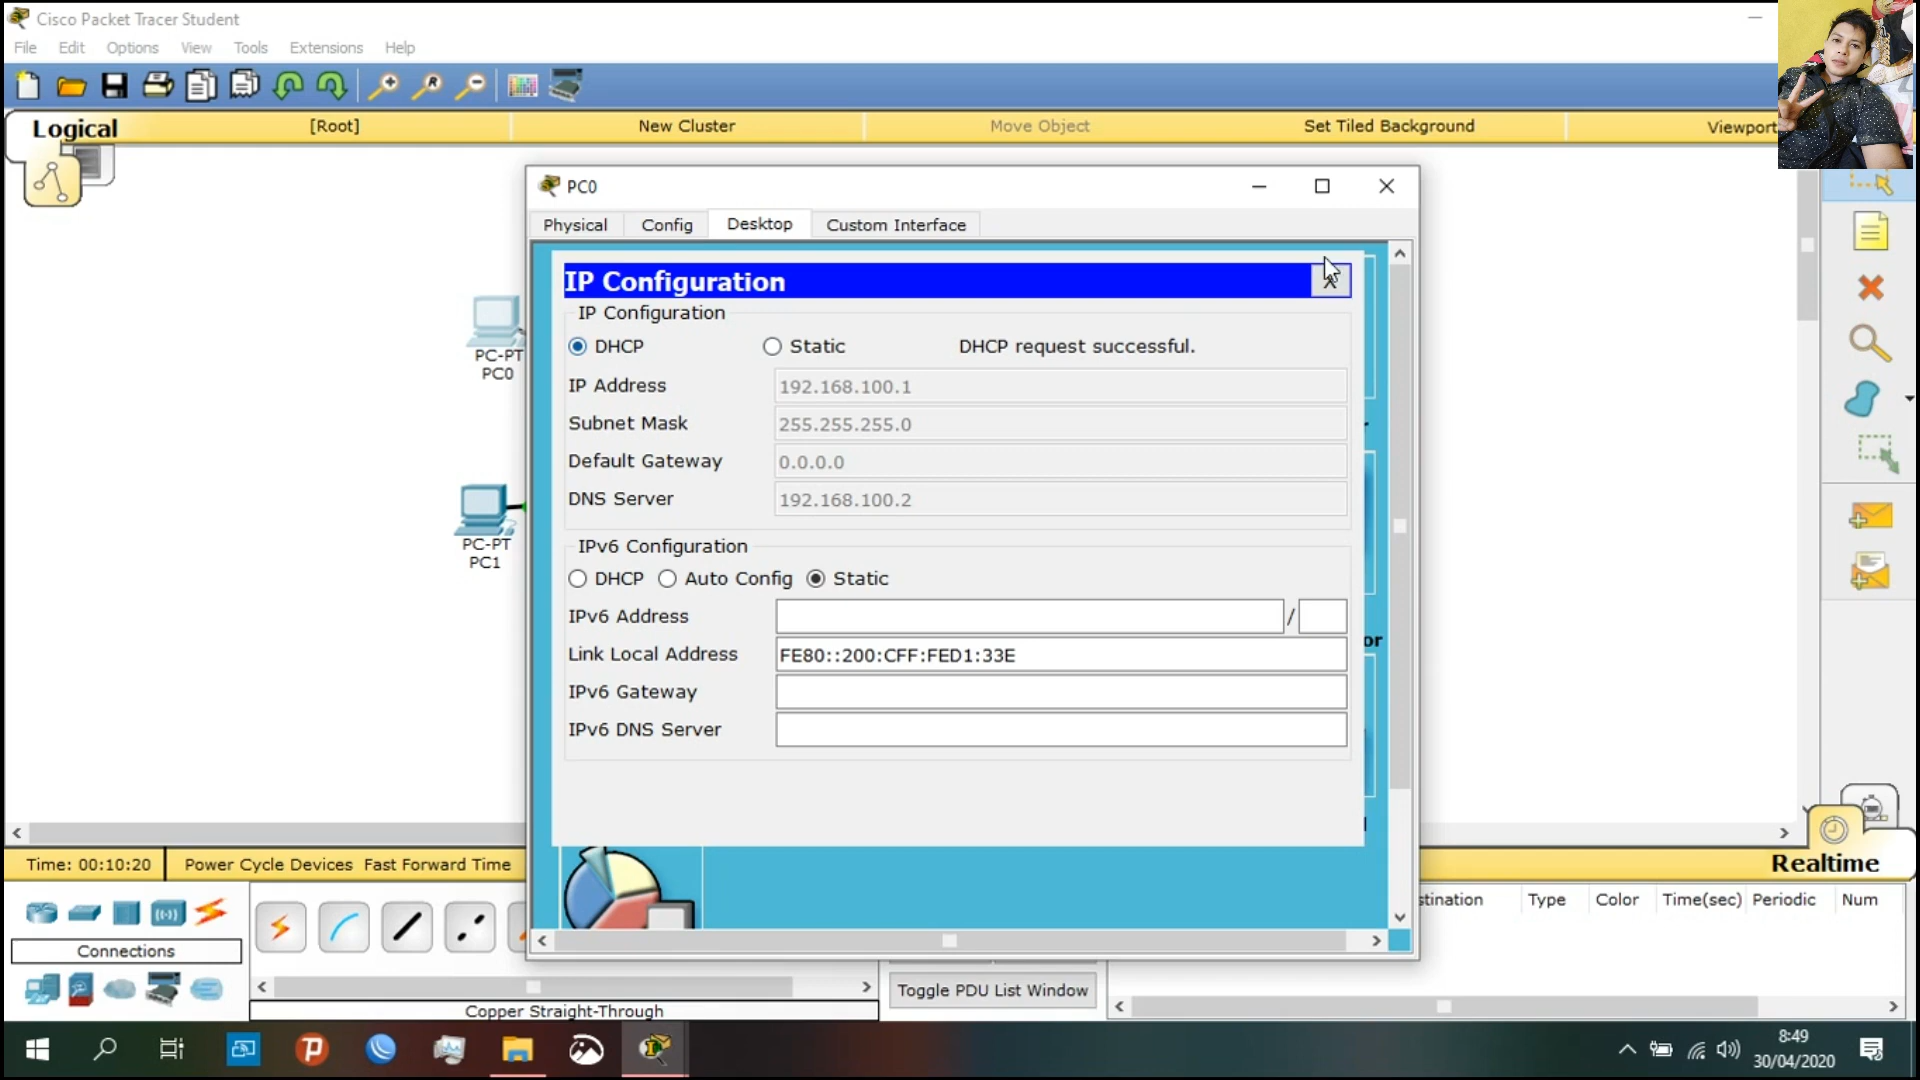 Cisco Packet Tracer Student
File Edit Options View Tools Extensions Help
Logical [Root] New Cluster Move Object Set Tiled Background Viewport
PC0
Physical Config Desktop Custom Interface
IP Configuration
X
IP Configuration
DHCP Static DHCP request successful.
IP Address 192.168.100.1
Subnet Mask 255.255.255.0
Default Gateway 0.0.0.0
DNS Server 192.168.100.2
IPv6 Configuration
DHCP Auto Config Static
IPv6 Address /
Link Local Address FE80::200:CFF:FED1:33E
IPv6 Gateway
IPv6 DNS Server
PC-PT
PC0
PC-PT
PC1
or
Time: 00:10:20 Power Cycle Devices Fast Forward Time
Realtime
stination Type Color Time(sec) Periodic Num
Connections
Toggle PDU List Window
Copper Straight-Through
8:49
30/04/2020